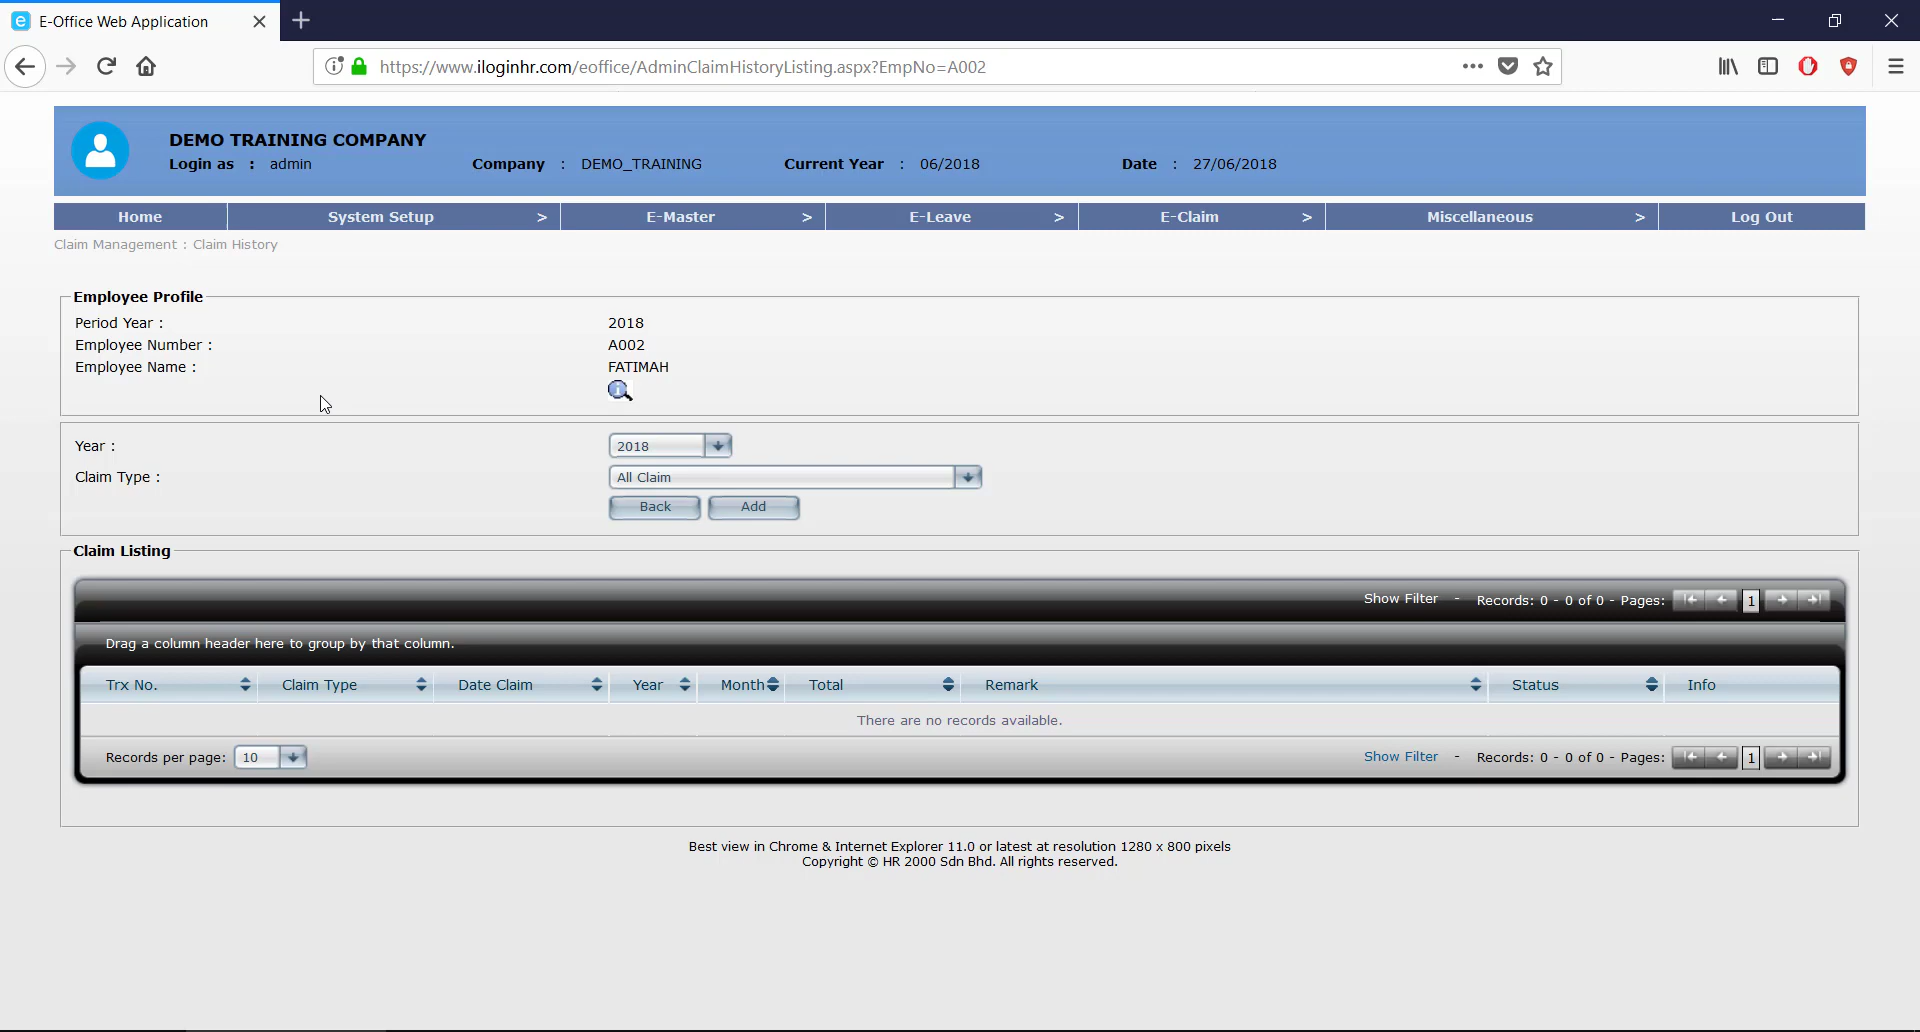 E-Office Web Application
https://www.iloginhr.com/eoffice/AdminClaimHistoryListing.aspx?EmpNo=A002
DEMO TRAINING COMPANY
Login as : admin Company : DEMO_TRAINING Current Year : 06/2018 Date : 27/06/2018
Home System Setup > E-Master > E-Leave > E-Claim > Miscellaneous > Log Out
Claim Management : Claim History
Employee Profile
Period Year : 2018
Employee Number : A002
Employee Name : FATIMAH
Year : 2018
Claim Type : All Claim
Back Add
Claim Listing
Show Filter - Records: 0 - 0 of 0 - Pages: 1
Drag a column header here to group by that column.
Trx No. Claim Type Date Claim Year Month Total Remark Status Info
There are no records available.
Records per page: 10 Show Filter - Records: 0 - 0 of 0 - Pages: 1
Best view in Chrome & Internet Explorer 11.0 or latest at resolution 1280 x 800 pixels
Copyright © HR 2000 Sdn Bhd. All rights reserved.